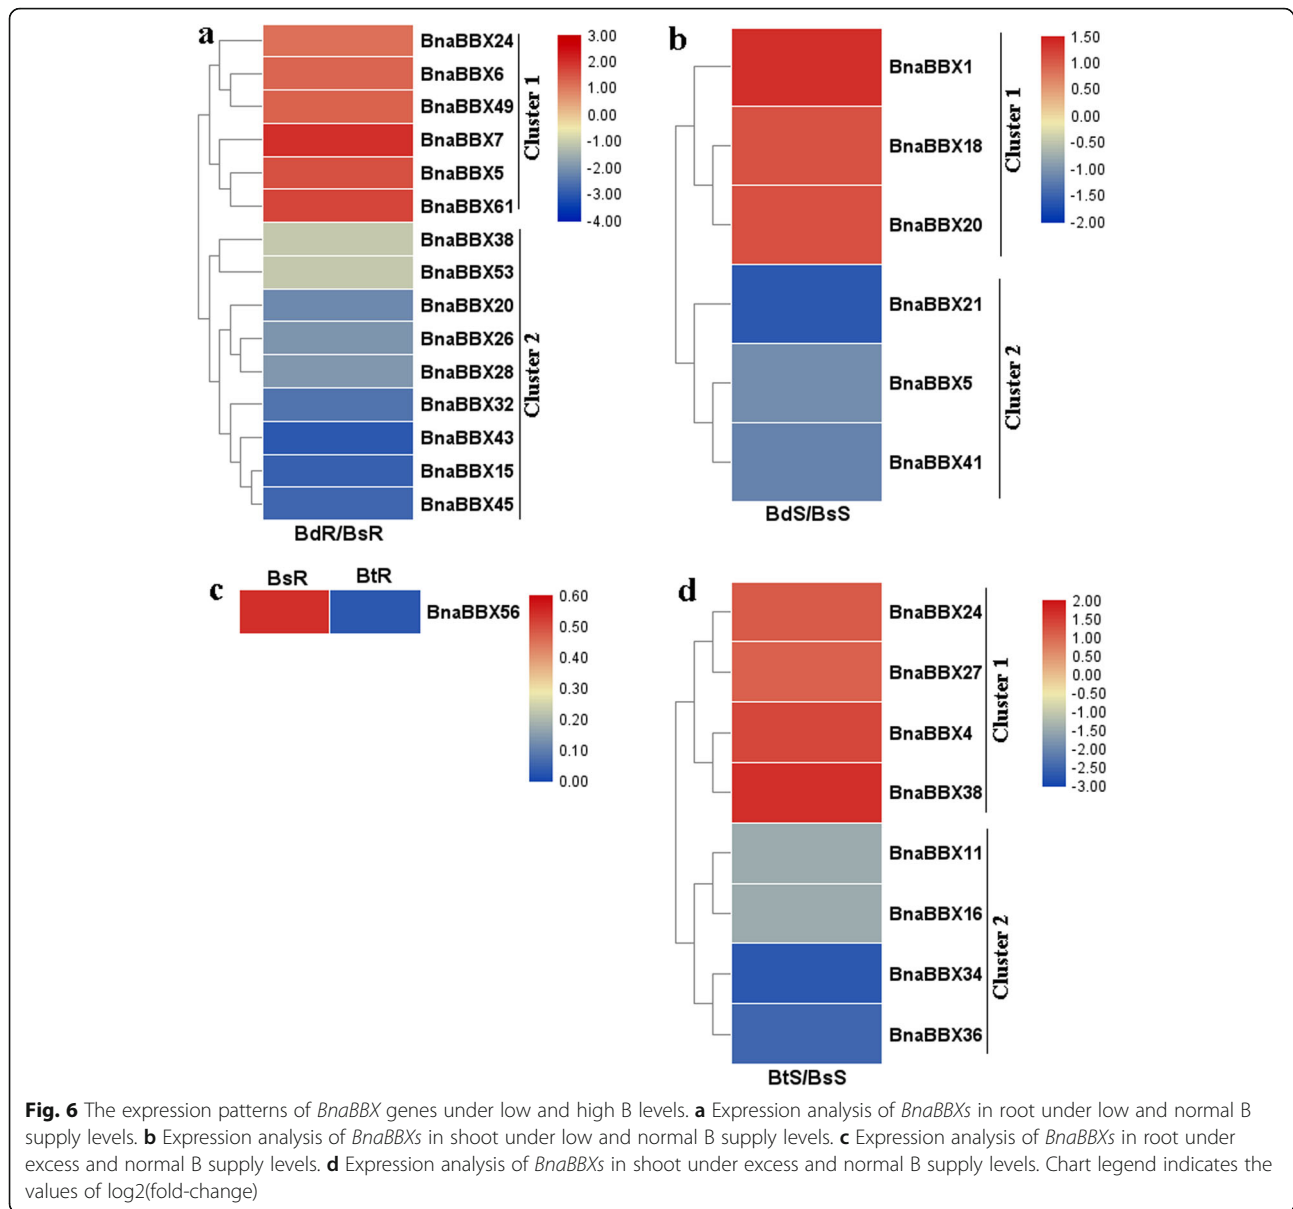 a
BnaBBX24
BnaBBX6
BnaBBX49
BnaBBX7
BnaBBX5
BnaBBX61
BnaBBX38
BnaBBX53
BnaBBX20
BnaBBX26
BnaBBX28
BnaBBX32
BnaBBX43
BnaBBX15
BnaBBX45
Cluster 1
Cluster 2
BdR/BsR
3.00
2.00
1.00
0.00
-1.00
-2.00
-3.00
-4.00
b
BnaBBX1
BnaBBX18
BnaBBX20
BnaBBX21
BnaBBX5
BnaBBX41
Cluster 1
Cluster 2
BdS/BsS
1.50
1.00
0.50
0.00
-0.50
-1.00
-1.50
-2.00
c
BsR BtR
BnaBBX56
0.60
0.50
0.40
0.30
0.20
0.10
0.00
d
BnaBBX24
BnaBBX27
BnaBBX4
BnaBBX38
BnaBBX11
BnaBBX16
BnaBBX34
BnaBBX36
Cluster 1
Cluster 2
BtS/BsS
2.00
1.50
1.00
0.50
0.00
-0.50
-1.00
-1.50
-2.00
-2.50
-3.00
Fig. 6 The expression patterns of BnaBBX genes under low and high B levels. a Expression analysis of BnaBBXs in root under low and normal B
supply levels. b Expression analysis of BnaBBXs in shoot under low and normal B supply levels. c Expression analysis of BnaBBXs in root under
excess and normal B supply levels. d Expression analysis of BnaBBXs in shoot under excess and normal B supply levels. Chart legend indicates the
values of log2(fold-change)